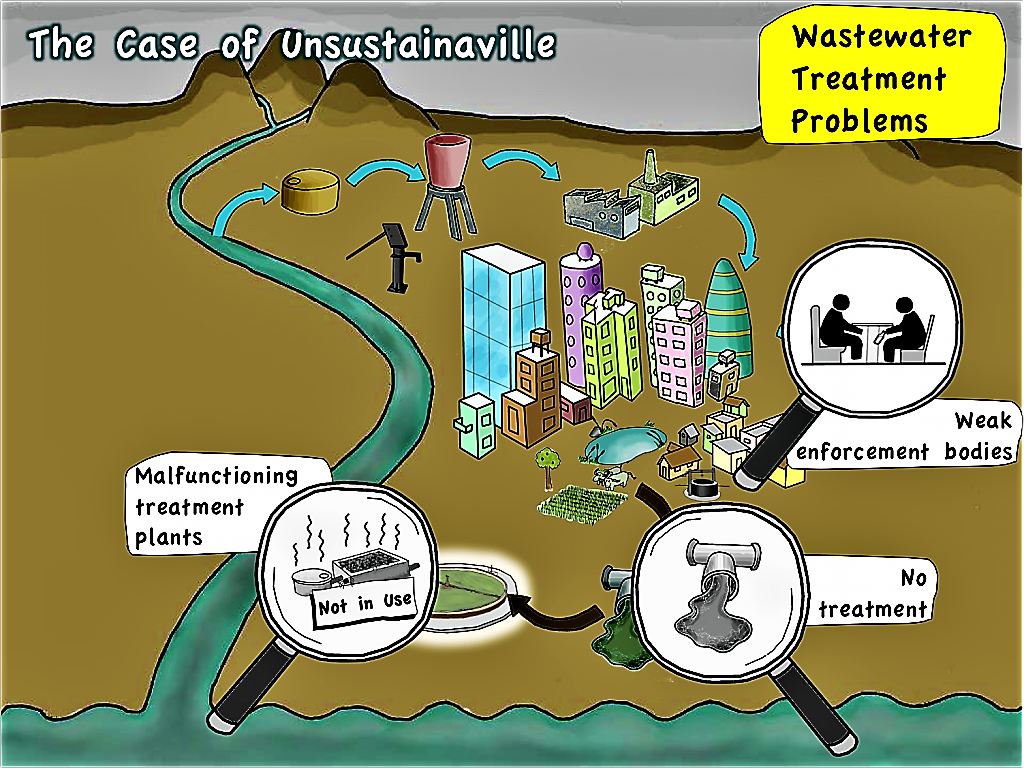 The Case of Unsustainaville
Wastewater
Treatment
Problems
Weak
enforcement bodies
Malfunctioning
treatment
plants
Not in Use
No
treatment